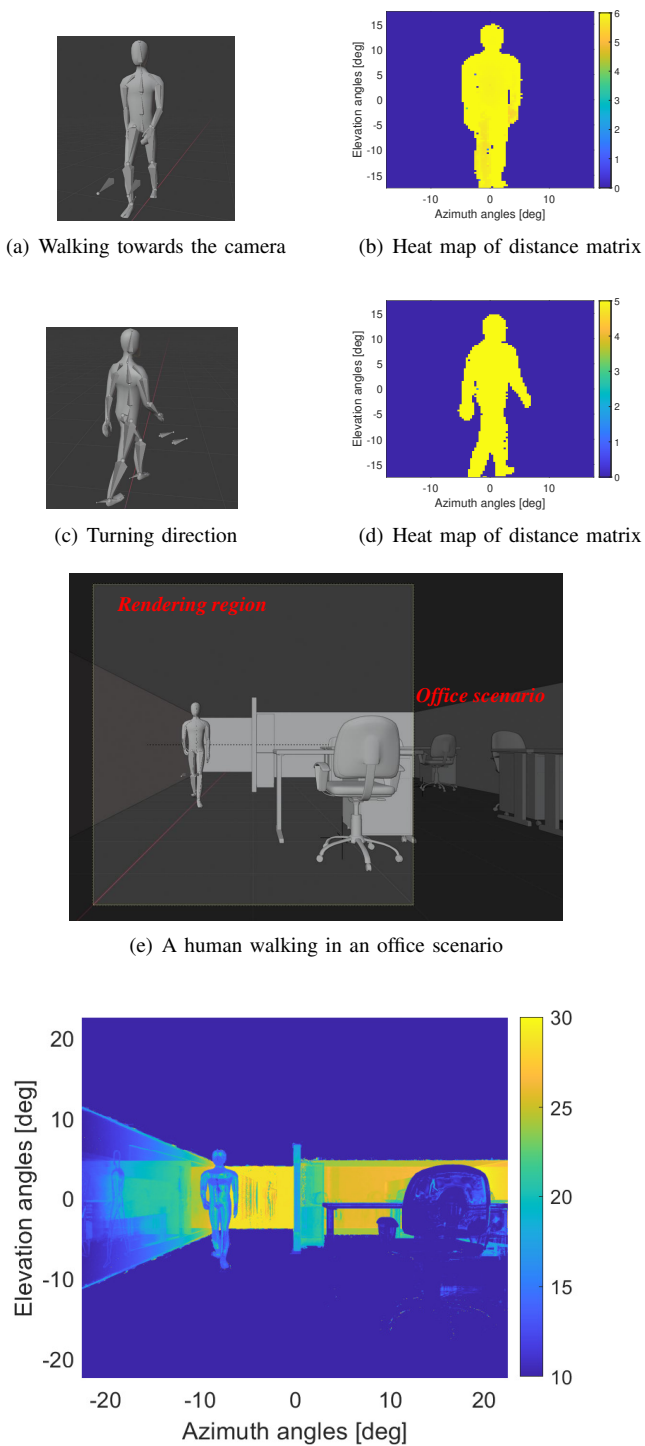 15
10
5
0
-5
-10
-15
-10 0 10
Elevation angles [deg]
Azimuth angles [deg]
6
5
4
3
2
1
0
(a) Walking towards the camera
(b) Heat map of distance matrix
15
10
5
0
-5
-10
-15
-10 0 10
Elevation angles [deg]
Azimuth angles [deg]
5
4
3
2
1
0
(c) Turning direction
(d) Heat map of distance matrix
Rendering region
Office scenario
(e) A human walking in an office scenario
20
10
0
-10
-20
-20 -10 0 10 20
Elevation angles [deg]
Azimuth angles [deg]
30
25
20
15
10